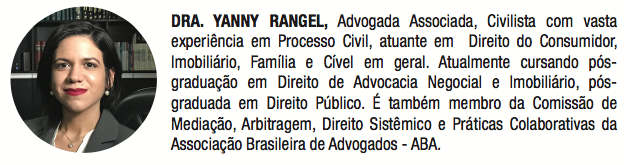 DRA. YANNY RANGEL, Advogada Associada, Civilista com vasta
experiência em Processo Civil, atuante em Direito do Consumidor,
Imobiliário, Família e Cível em geral. Atualmente cursando pós-
graduação em Direito de Advocacia Negocial e Imobiliário, pós-
graduada em Direito Público. É também membro da Comissão de
Mediação, Arbitragem, Direito Sistêmico e Práticas Colaborativas da
Associação Brasileira de Advogados - ABA.